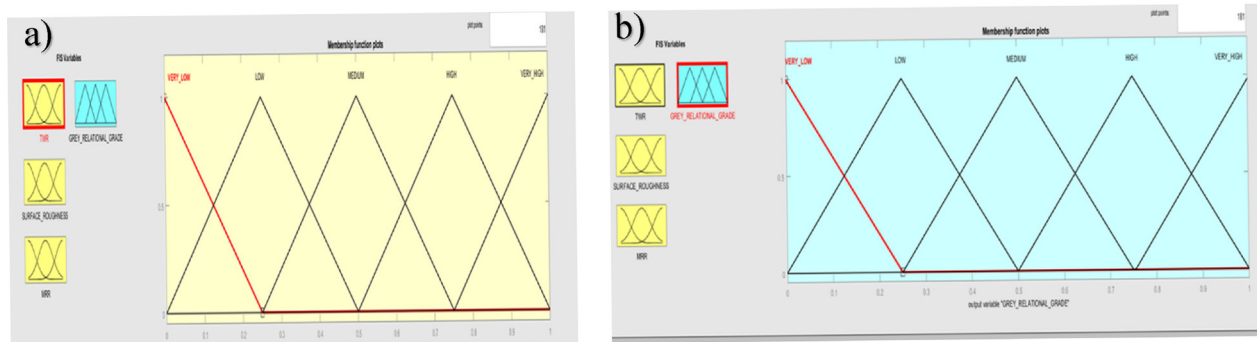 a)
plot points: 181
FIS Variables
Membership function plots
VERY_LOW LOW MEDIUM HIGH VERY_HIGH
TWR GREY_RELATIONAL_GRADE
SURFACE_ROUGHNESS
MRR
1
0.5
0
0 0.1 0.2 0.3 0.4 0.5 0.6 0.7 0.8 0.9 1
b)
plot points: 181
FIS Variables
Membership function plots
VERY_LOW LOW MEDIUM HIGH VERY_HIGH
TWR GREY_RELATIONAL_GRADE
SURFACE_ROUGHNESS
MRR
1
0.5
0
0 0.1 0.2 0.3 0.4 0.5 0.6 0.7 0.8 0.9 1
output variable "GREY_RELATIONAL_GRADE"